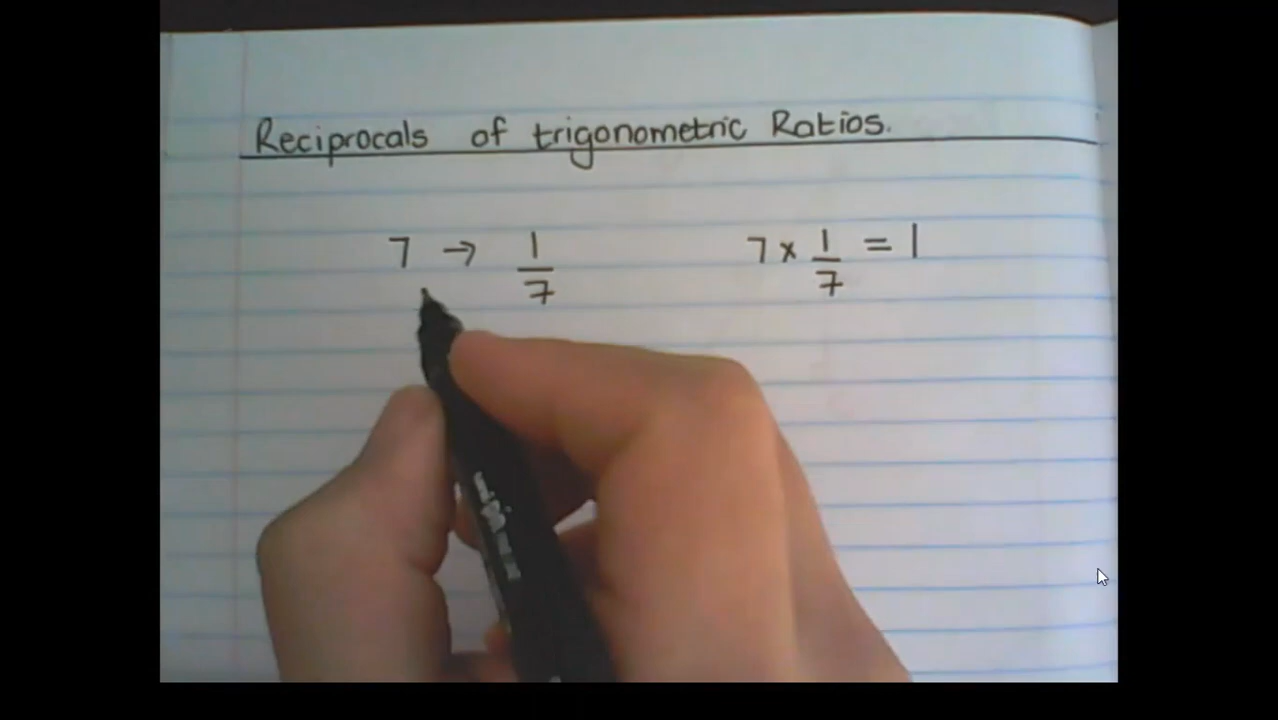 Reciprocals of trigonometric Ratios.
7 → 1/7 7 × 1/7 = 1